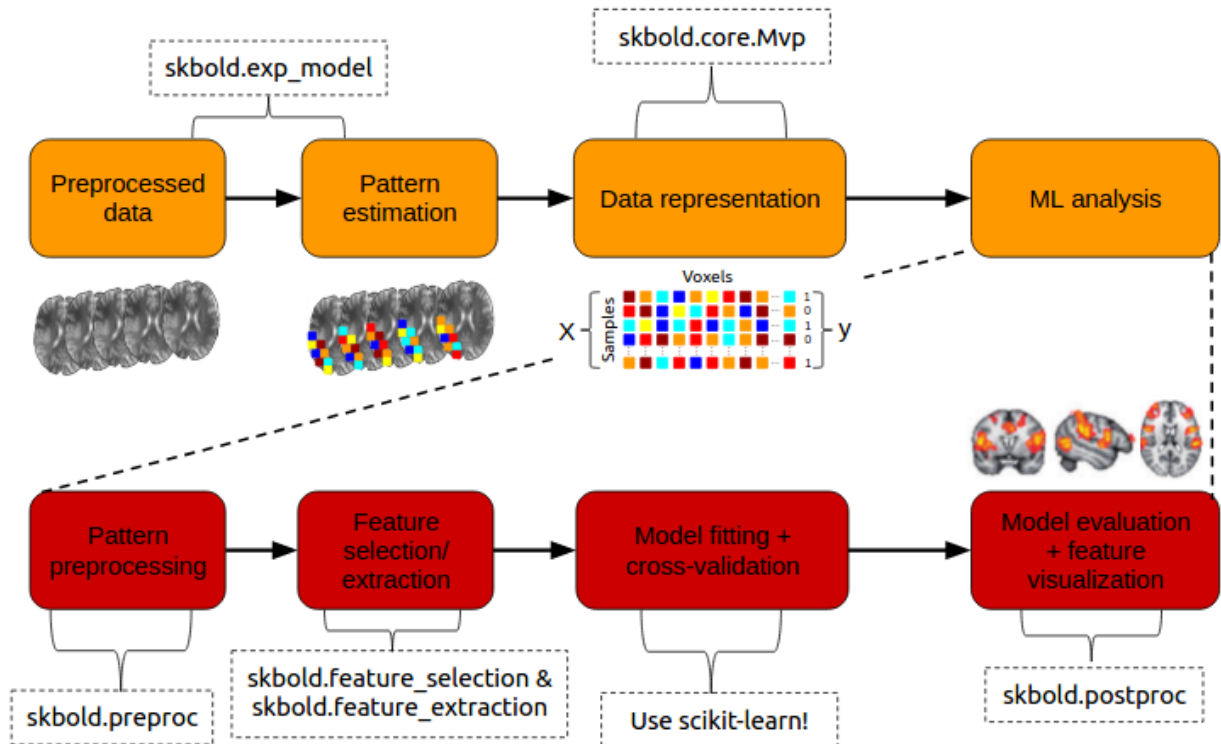 skbold.exp_model
skbold.core.Mvp
Preprocessed
data
Pattern
estimation
Data representation
ML analysis
Voxels
X
Samples
1
0
1
0
1
y
Pattern
preprocessing
Feature
selection/
extraction
Model fitting +
cross-validation
Model evaluation
+ feature
visualization
skbold.preproc
skbold.feature_selection &
skbold.feature_extraction
Use scikit-learn!
skbold.postproc